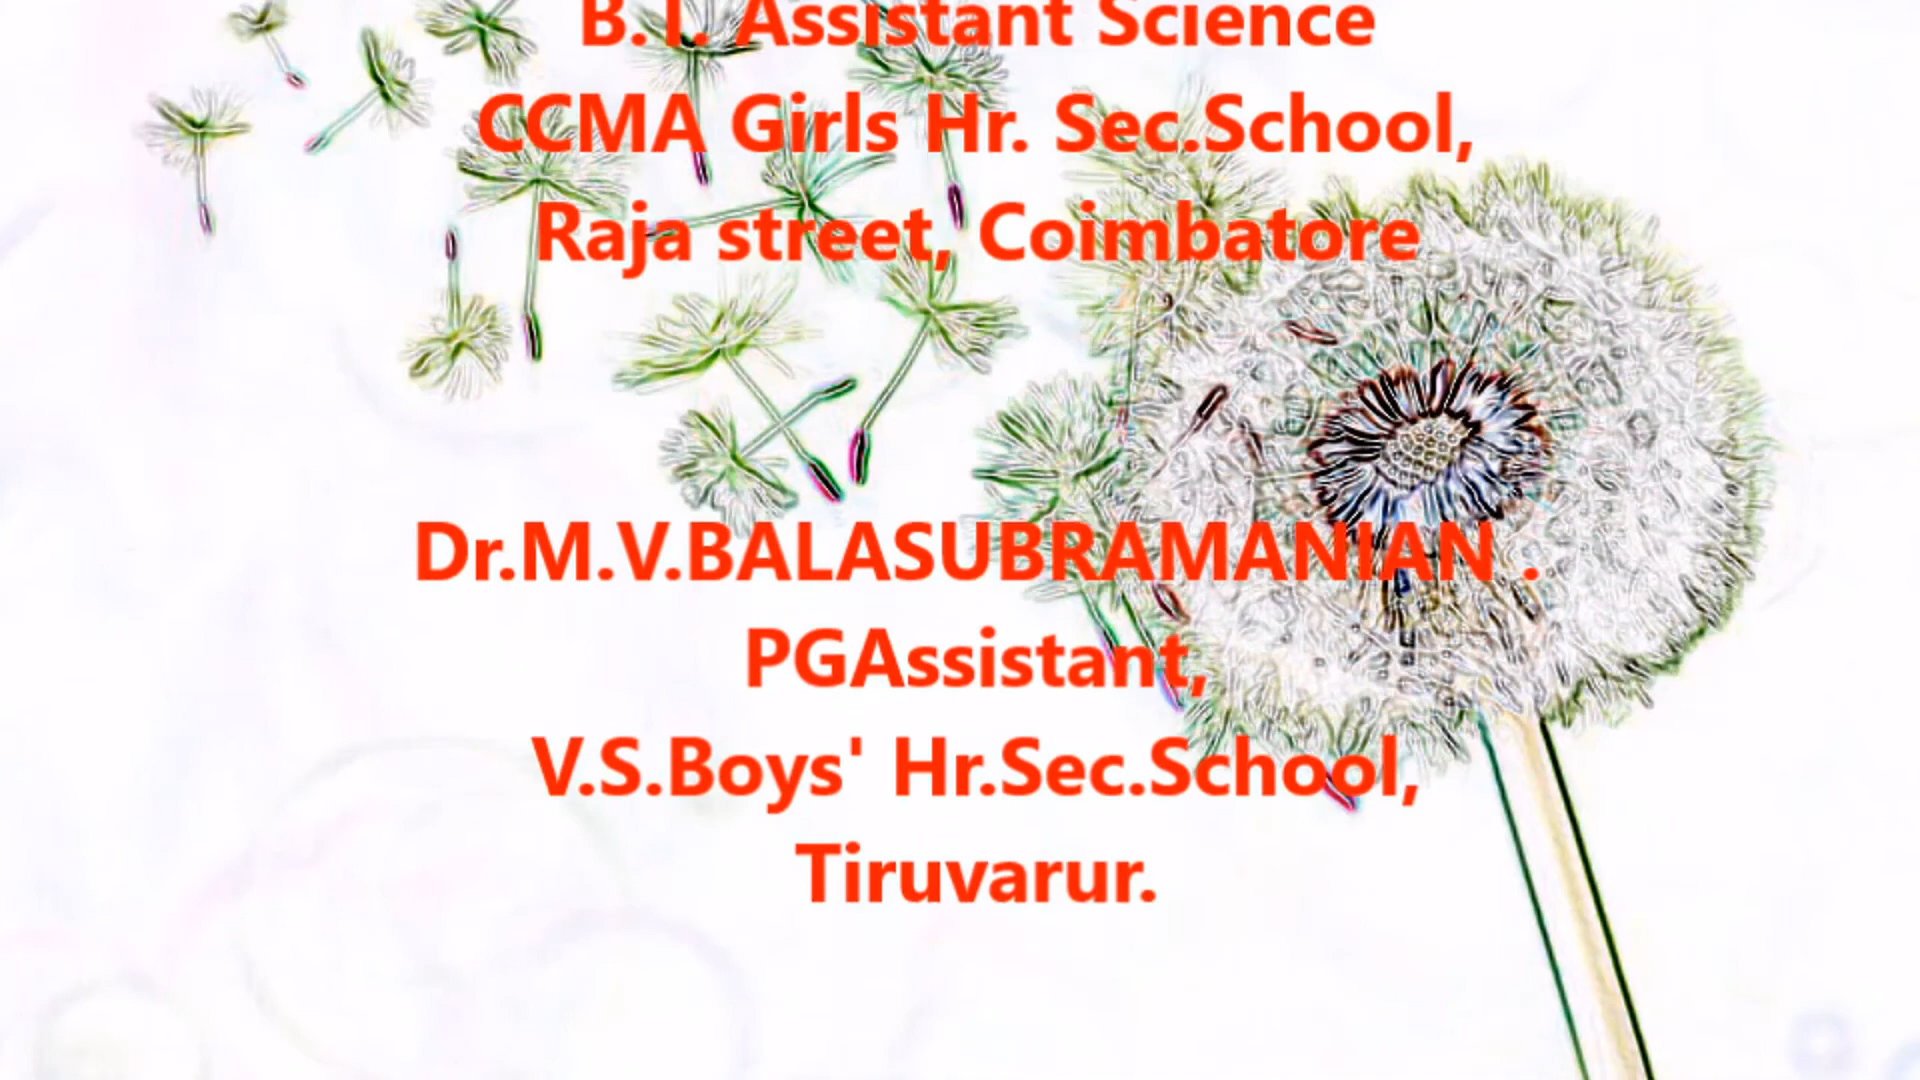 B.T. Assistant Science
CCMA Girls Hr. Sec.School,
Raja street, Coimbatore
Dr.M.V.BALASUBRAMANIAN .
PGAssistant,
V.S.Boys' Hr.Sec.School,
Tiruvarur.